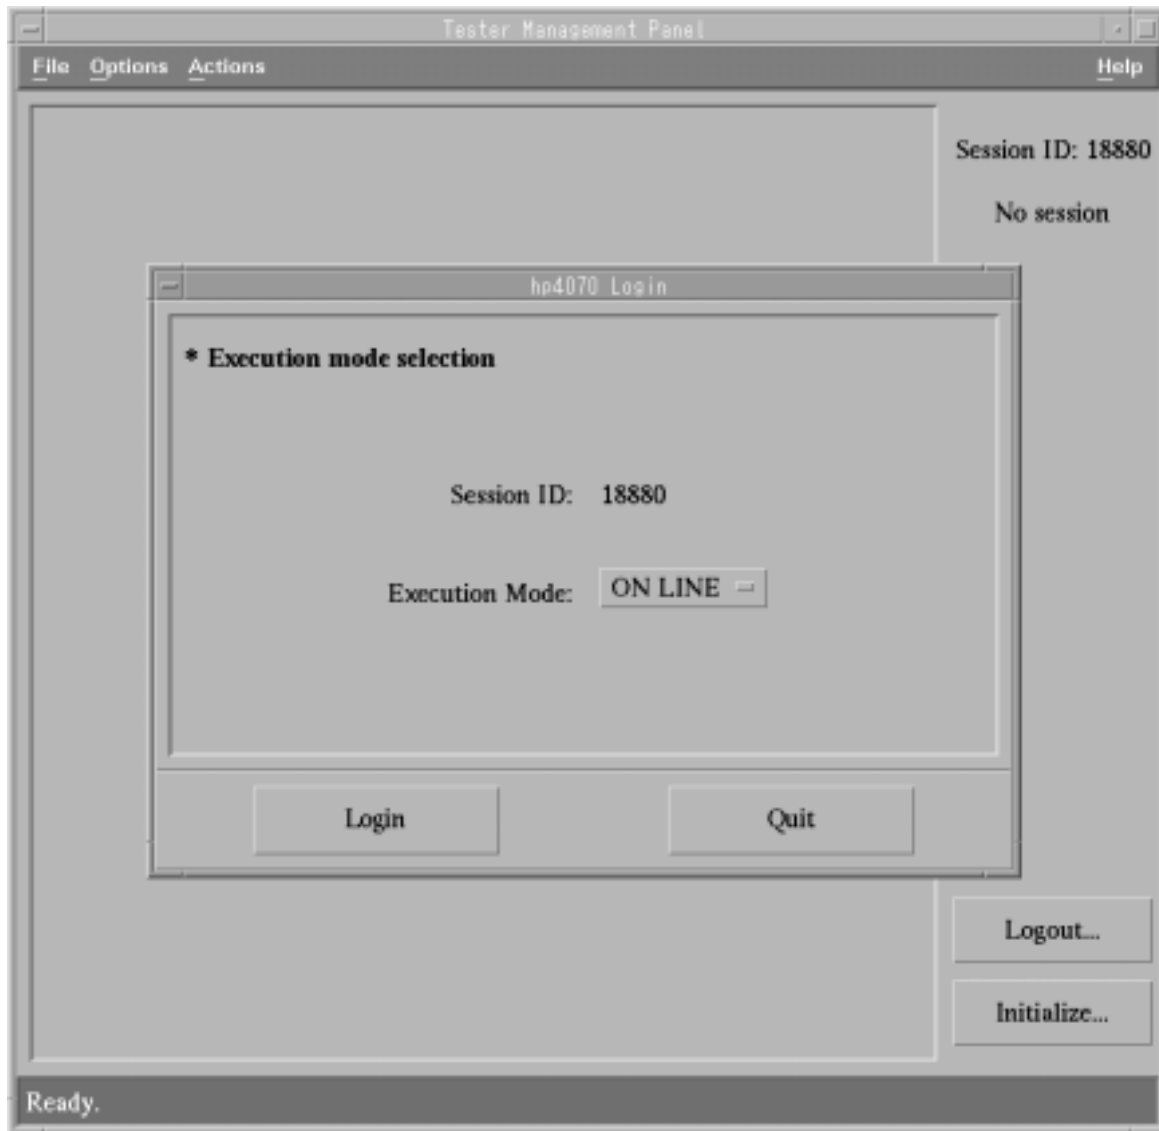 Tester Management Panel
File Options Actions Help
Session ID: 18880
No session
hp4070 Login
* Execution mode selection
Session ID: 18880
Execution Mode: ON LINE
Login Quit
Logout...
Initialize...
Ready.